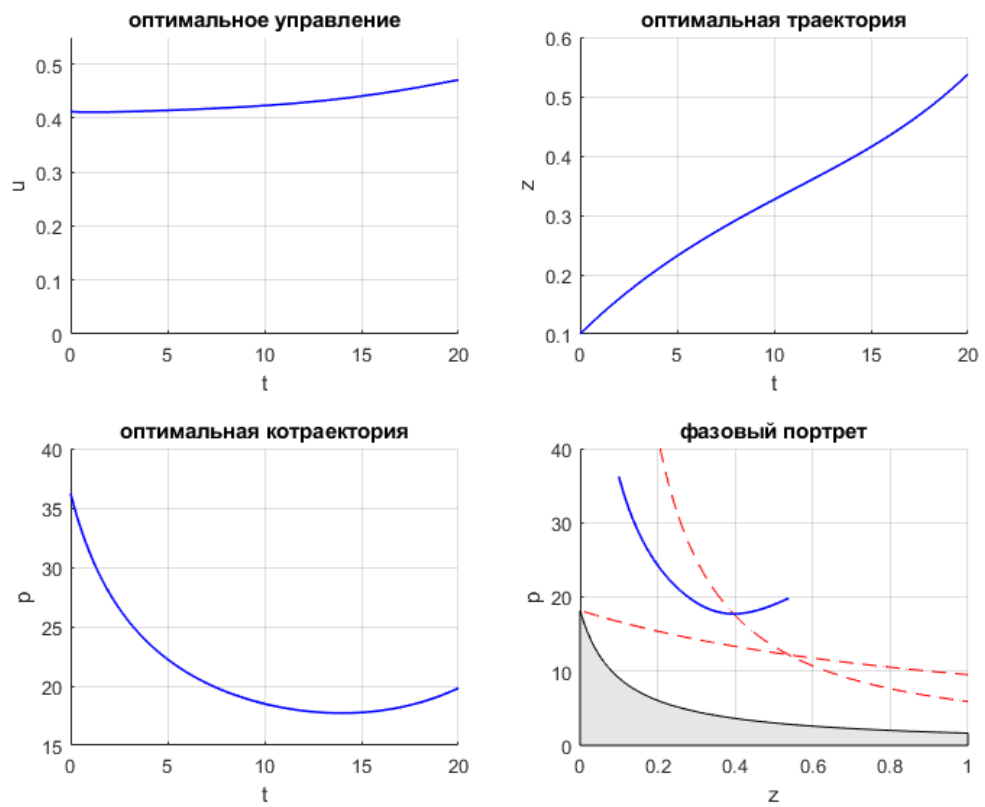 оптимальное управление
0.5
0.4
0.3
0.2
0.1
0
u
0 5 10 15 20
t
оптимальная траектория
0.6
0.5
0.4
0.3
0.2
0.1
z
0 5 10 15 20
t
оптимальная котраектория
40
35
30
25
20
15
p
0 5 10 15 20
t
фазовый портрет
40
30
20
10
0
p
0 0.2 0.4 0.6 0.8 1
z